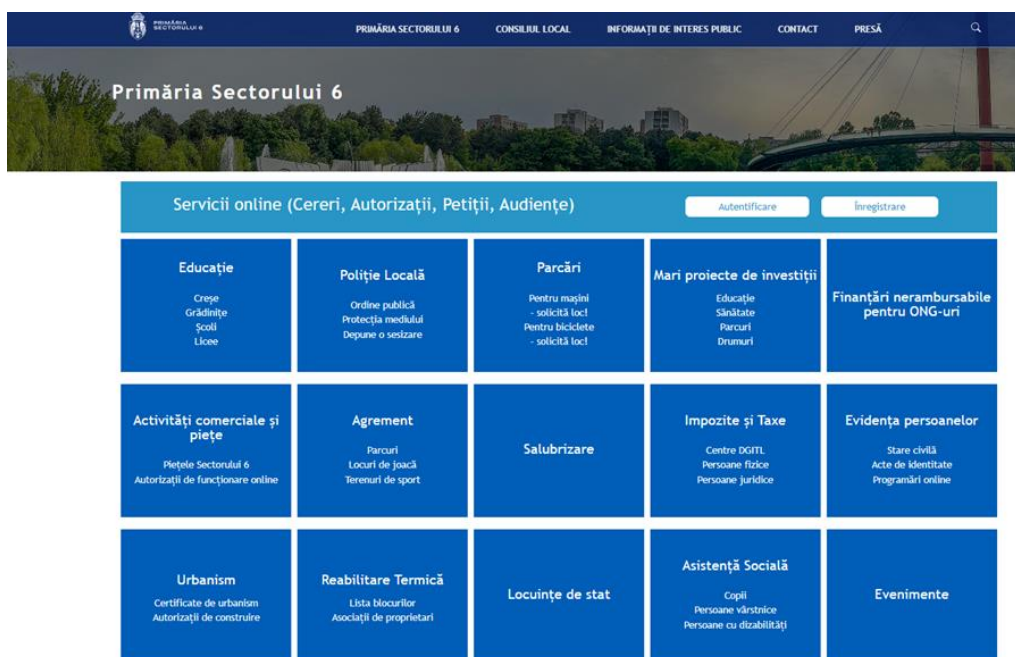 PRIMĂRIA
SECTORULUI 6
PRIMĂRIA SECTORULUI 6
CONSILIUL LOCAL
INFORMAȚII DE INTERES PUBLIC
CONTACT
PRESĂ
Primăria Sectorului 6
Servicii online (Cereri, Autorizații, Petiții, Audiențe)
Autentificare
Înregistrare
Educație
Creșe
Grădinițe
Școli
Licee
Poliție Locală
Ordine publică
Protecția mediului
Depune o sesizare
Parcări
Pentru mașini
- solicită loc!
Pentru biciclete
- solicită loc!
Mari proiecte de investiții
Educație
Sănătate
Parcuri
Drumuri
Finanțări nerambursabile
pentru ONG-uri
Activități comerciale și
piețe
Piețele Sectorului 6
Autorizații de funcționare online
Agrement
Parcuri
Locuri de joacă
Terenuri de sport
Salubrizare
Impozite și Taxe
Centre DGITL
Persoane fizice
Persoane juridice
Evidența persoanelor
Stare civilă
Acte de identitate
Programări online
Urbanism
Certificate de urbanism
Autorizații de construire
Reabilitare Termică
Lista blocurilor
Asociații de proprietari
Locuințe de stat
Asistență Socială
Copii
Persoane vârstnice
Persoane cu dizabilități
Evenimente